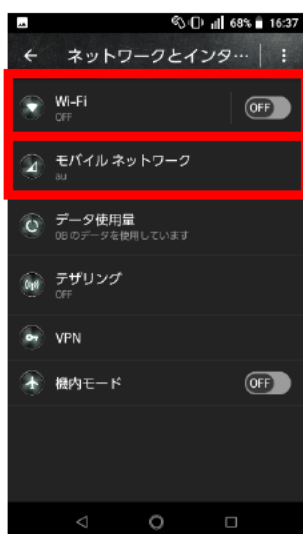 68% 16:37
ネットワークとインタ…
Wi-Fi
OFF
OFF
モバイル ネットワーク
au
データ使用量
0B のデータを使用しています
テザリング
OFF
VPN
機内モード
OFF